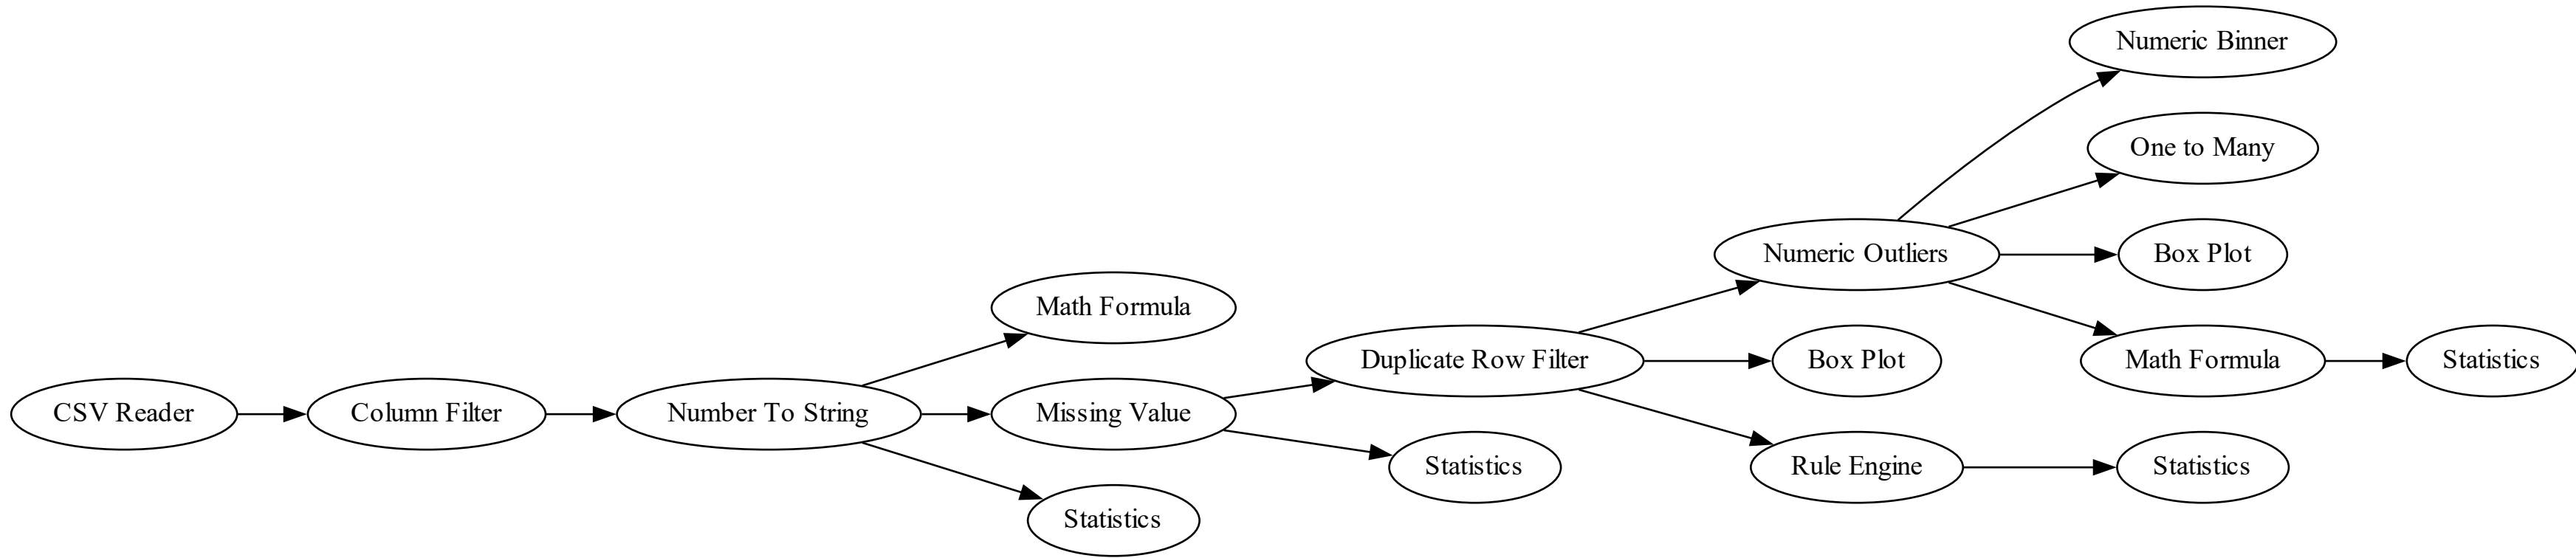 CSV Reader
Column Filter
Number To String
Math Formula
Missing Value
Statistics
Duplicate Row Filter
Statistics
Numeric Outliers
Box Plot
Rule Engine
Numeric Binner
One to Many
Box Plot
Math Formula
Statistics
Statistics